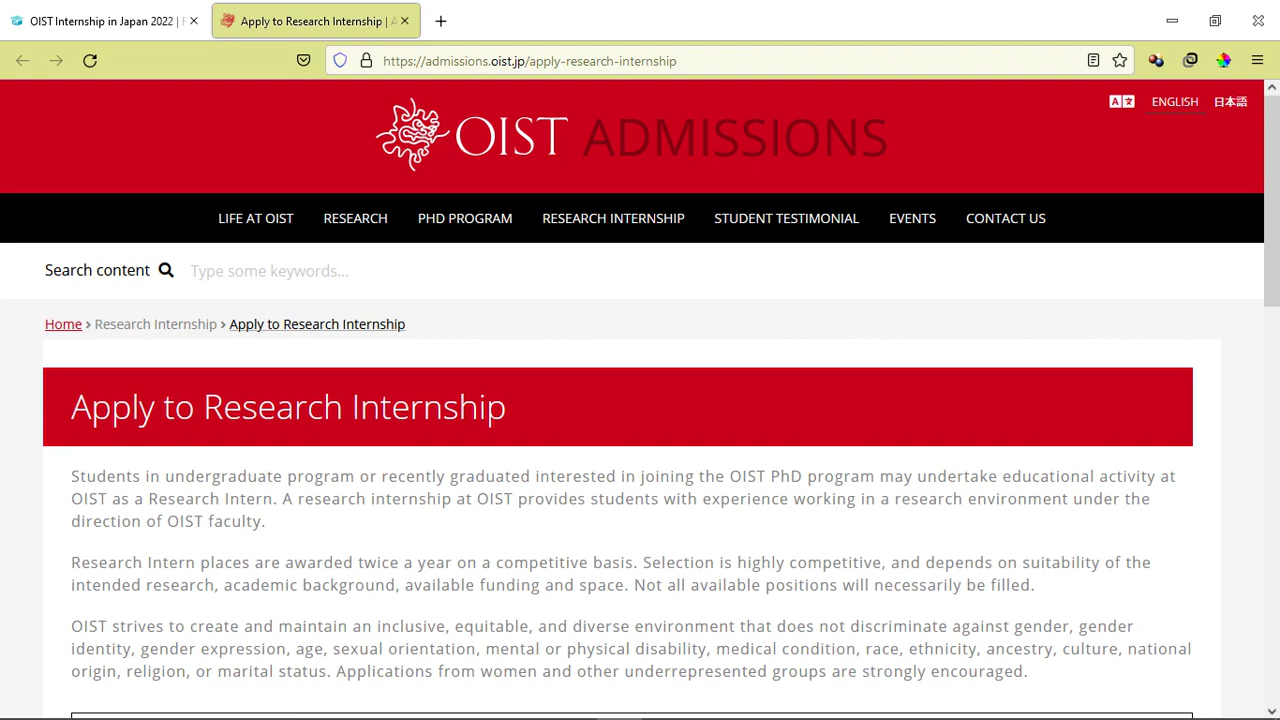 OIST Internship in Japan 2022 | F
Apply to Research Internship | A
https://admissions.oist.jp/apply-research-internship
ENGLISH 日本語
OIST ADMISSIONS
LIFE AT OIST RESEARCH PHD PROGRAM RESEARCH INTERNSHIP STUDENT TESTIMONIAL EVENTS CONTACT US
Search content Type some keywords...
Home › Research Internship › Apply to Research Internship
Apply to Research Internship
Students in undergraduate program or recently graduated interested in joining the OIST PhD program may undertake educational activity at
OIST as a Research Intern. A research internship at OIST provides students with experience working in a research environment under the
direction of OIST faculty.
Research Intern places are awarded twice a year on a competitive basis. Selection is highly competitive, and depends on suitability of the
intended research, academic background, available funding and space. Not all available positions will necessarily be filled.
OIST strives to create and maintain an inclusive, equitable, and diverse environment that does not discriminate against gender, gender
identity, gender expression, age, sexual orientation, mental or physical disability, medical condition, race, ethnicity, ancestry, culture, national
origin, religion, or marital status. Applications from women and other underrepresented groups are strongly encouraged.